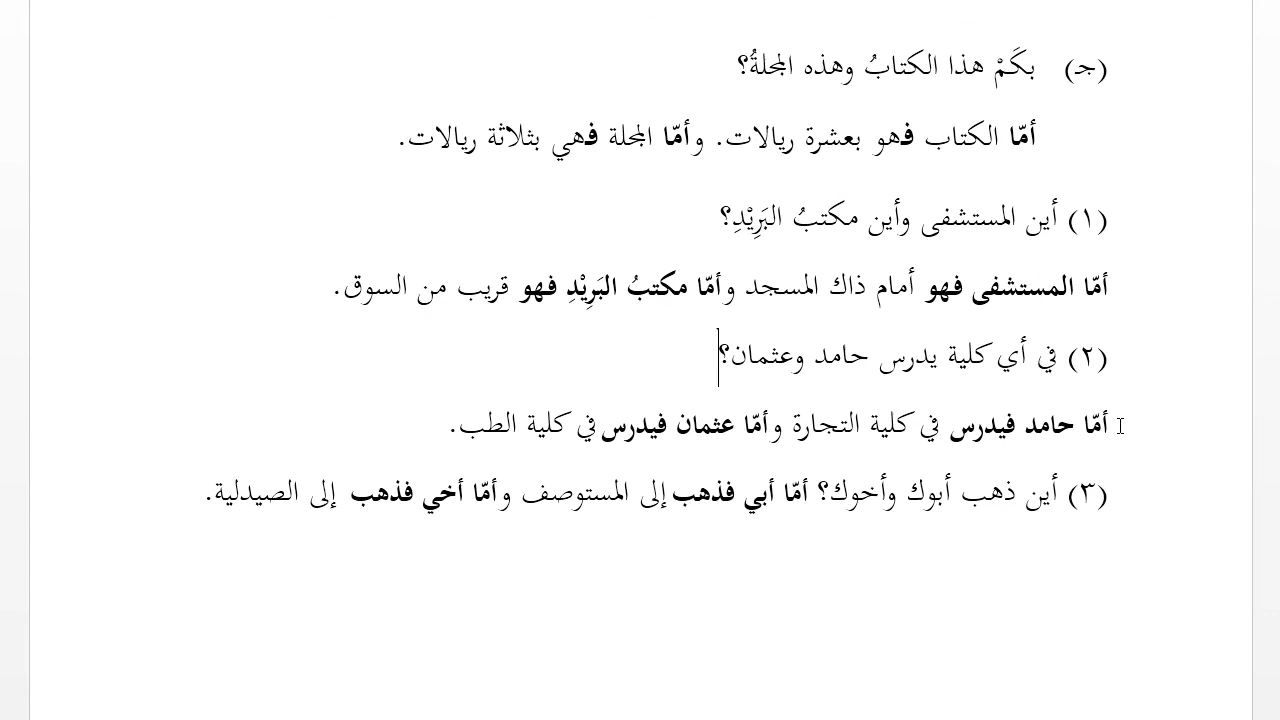 (جـ) بكَمْ هذا الكتابُ وهذه المجلةُ؟
أمّا الكتاب فهو بعشرة ريالات. وأمّا المجلة فهي بثلاثة ريالات.
(١) أين المستشفى وأين مكتبُ البَرِيْدِ؟
أمّا المستشفى فهو أمام ذاك المسجد وأمّا مكتبُ البَرِيْدِ فهو قريب من السوق.
(٢) في أي كلية يدرس حامد وعثمان؟
أمّا حامد فيدرس في كلية التجارة وأمّا عثمان فيدرس في كلية الطب.
(٣) أين ذهب أبوك وأخوك؟ أمّا أبي فذهب إلى المستوصف وأمّا أخي فذهب إلى الصيدلية.